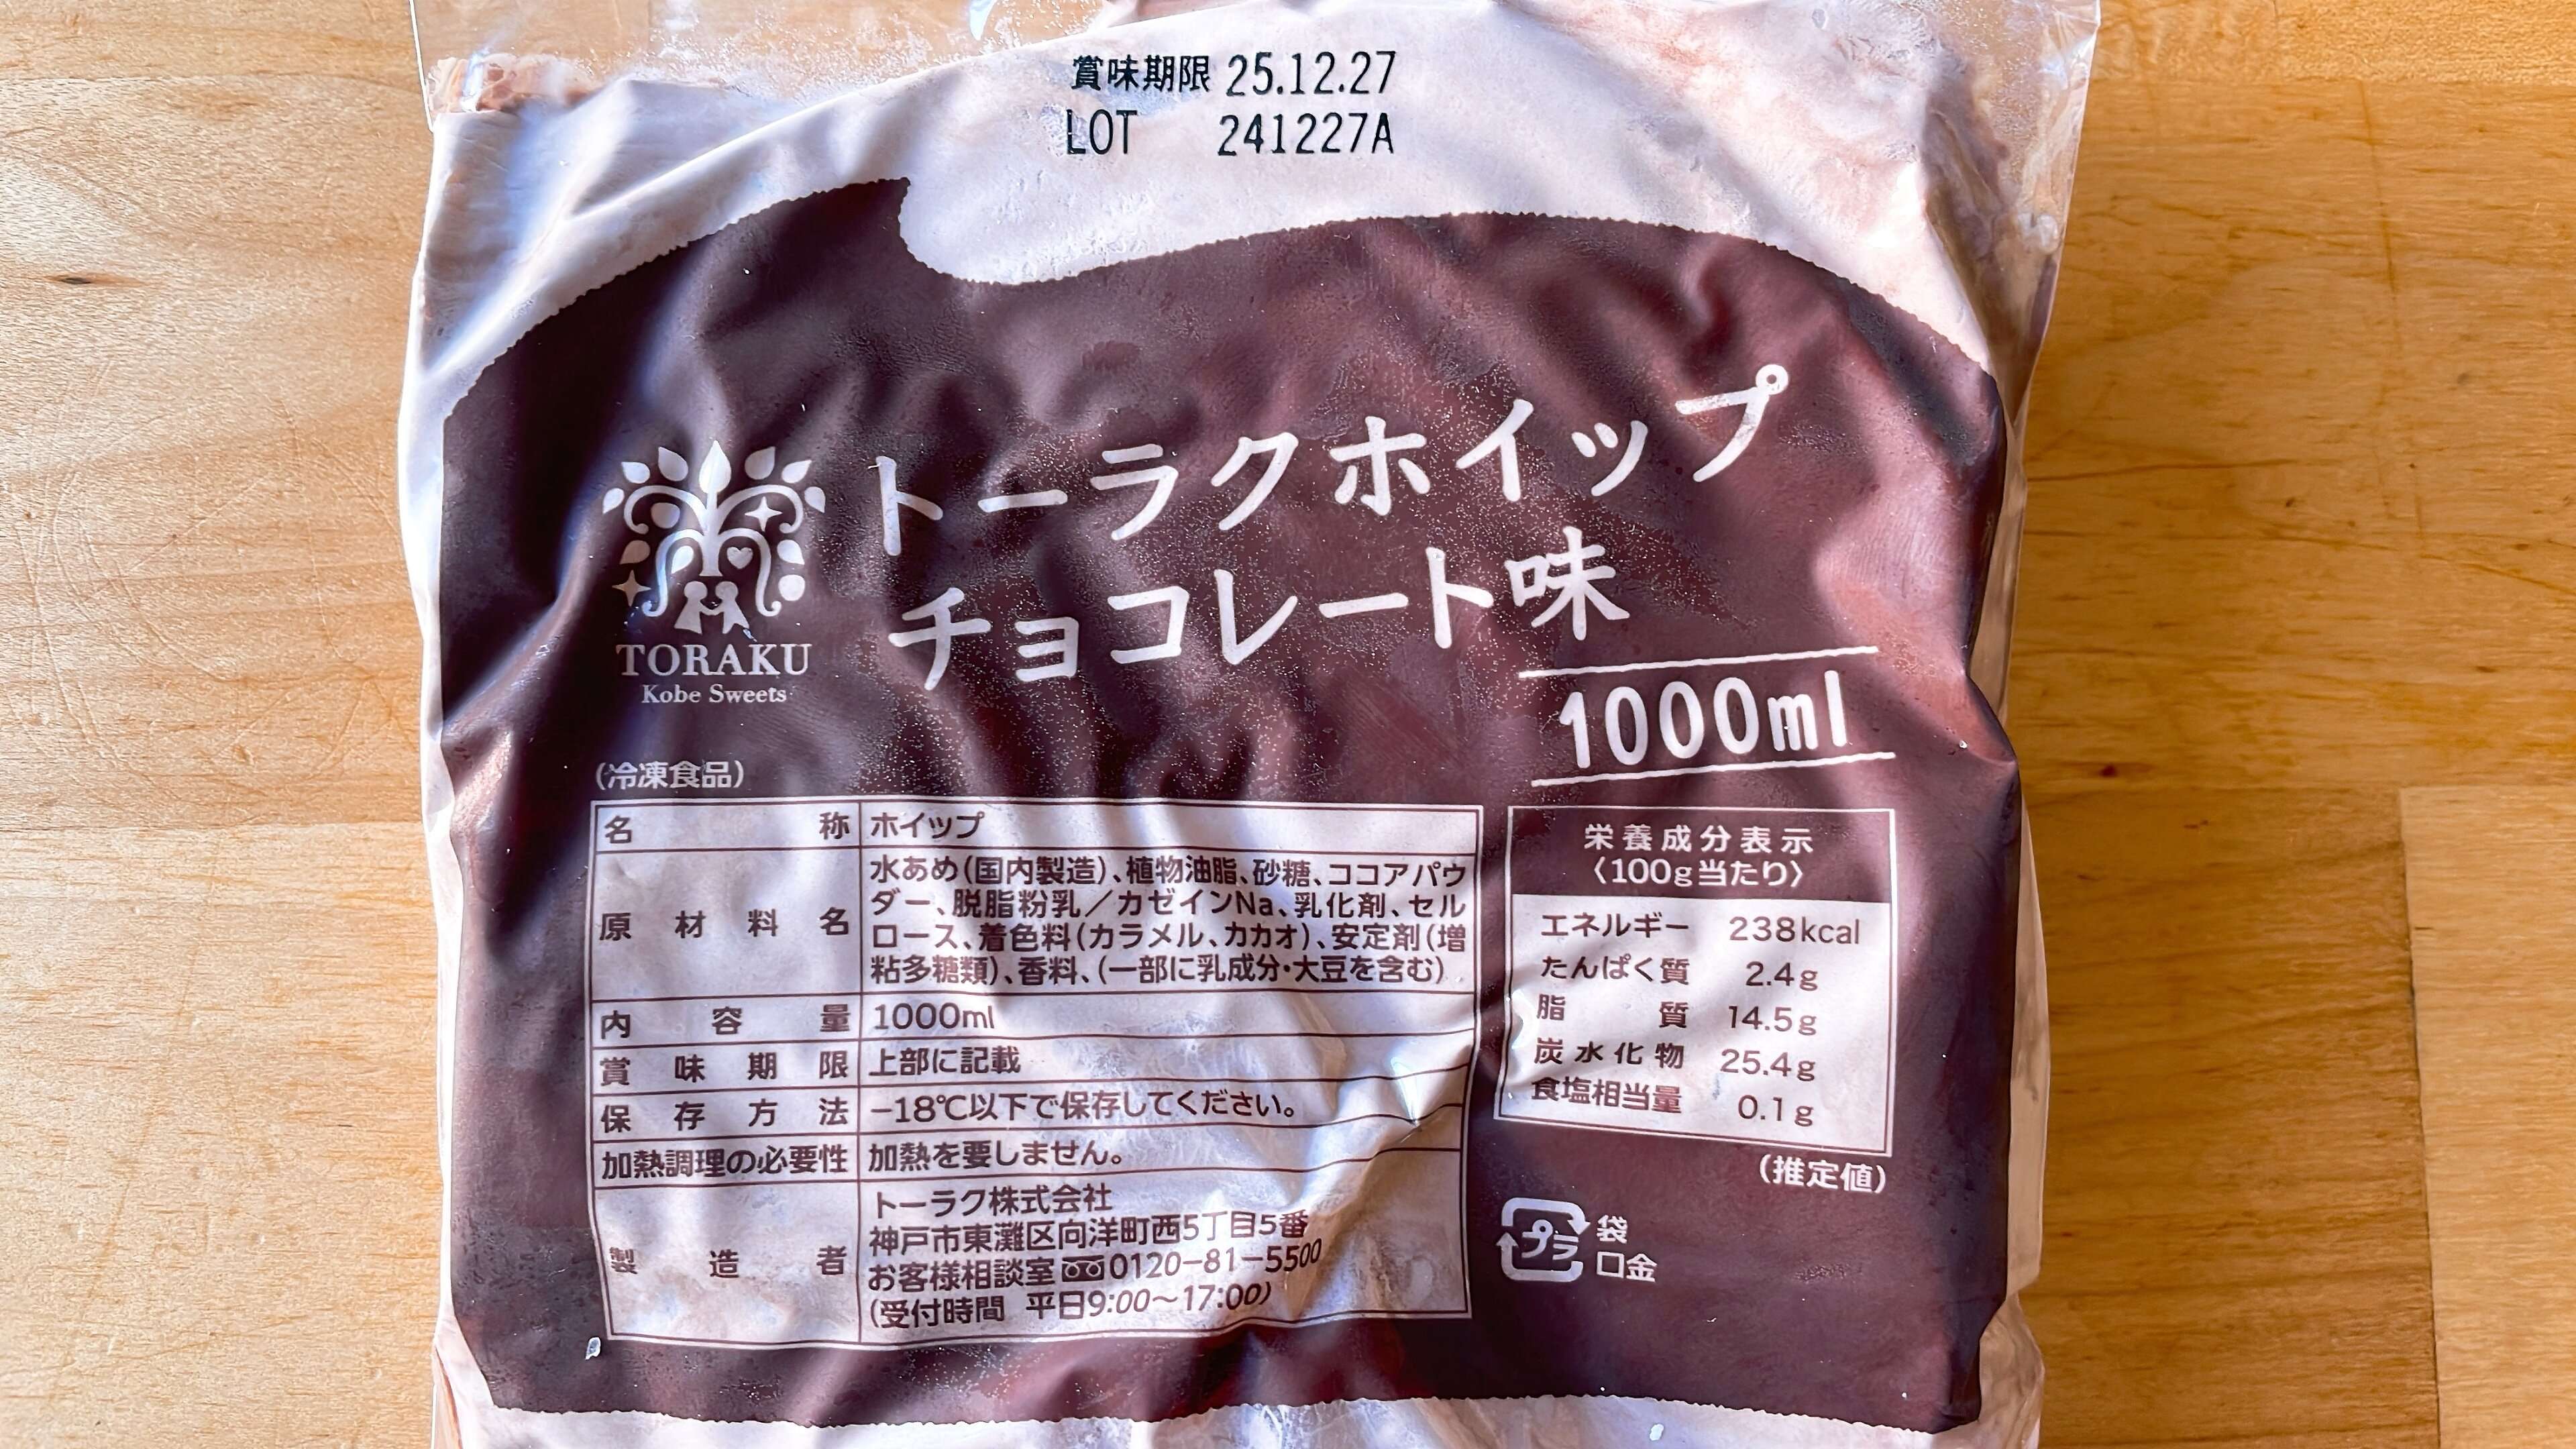 賞味期限 25.12.27
LOT 241227A
トーラクホイップ
チョコレート味
1000ml
TORAKU
Kobe Sweets
(冷凍食品)
名称 ホイップ
原材料名 水あめ(国内製造)、植物油脂、砂糖、ココアパウ
ダー、脱脂粉乳/カゼインNa、乳化剤、セル
ロース、着色料(カラメル、カカオ)、安定剤(増
粘多糖類)、香料、(一部に乳成分・大豆を含む)
内容量 1000ml
賞味期限 上部に記載
保存方法 −18℃以下で保存してください。
加熱調理の必要性 加熱を要しません。
製造者 トーラク株式会社
神戸市東灘区向洋町西5丁目5番
お客様相談室 0120−81−5500
(受付時間 平日9:00〜17:00)
栄養成分表示
〈100g当たり〉
エネルギー 238kcal
たんぱく質 2.4g
脂質 14.5g
炭水化物 25.4g
食塩相当量 0.1g
(推定値)
プラ
袋
口金